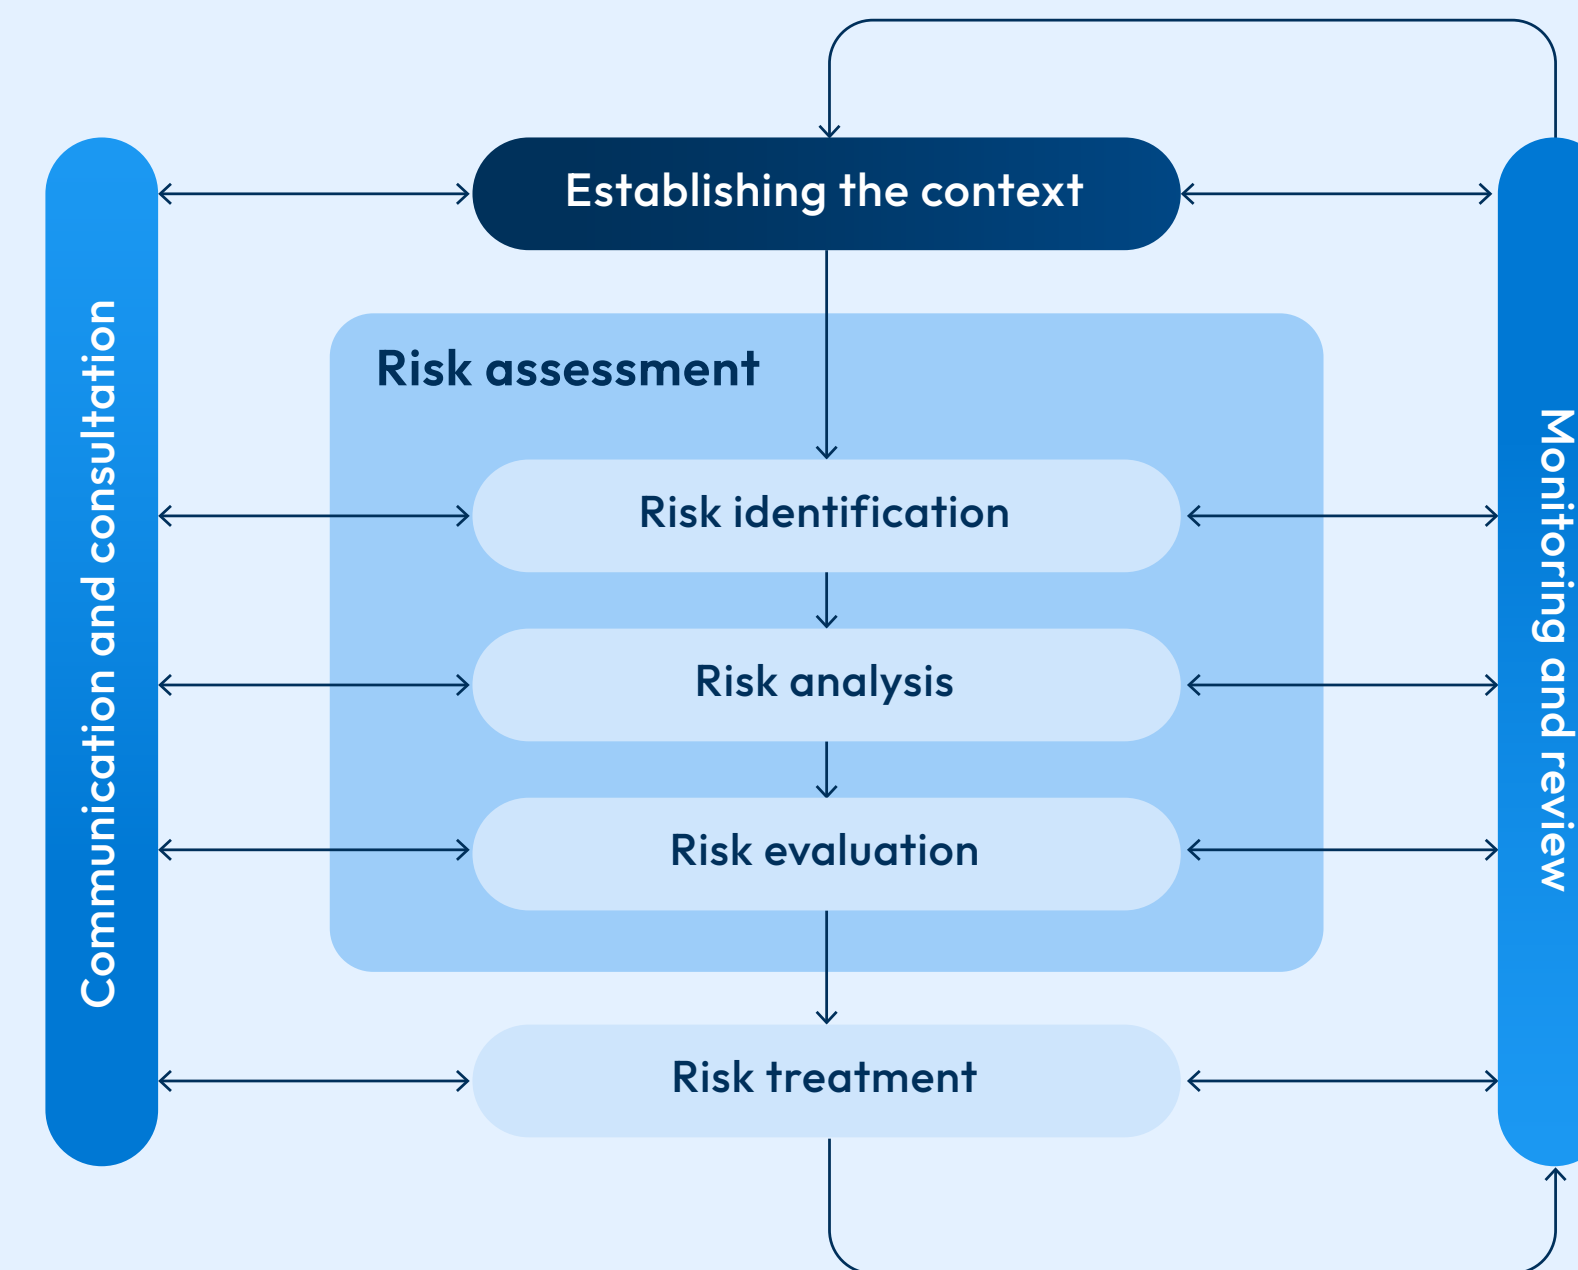 Establishing the context
Communication and consultation
Risk assessment
Risk identification
Risk analysis
Risk evaluation
Risk treatment
Monitoring and review